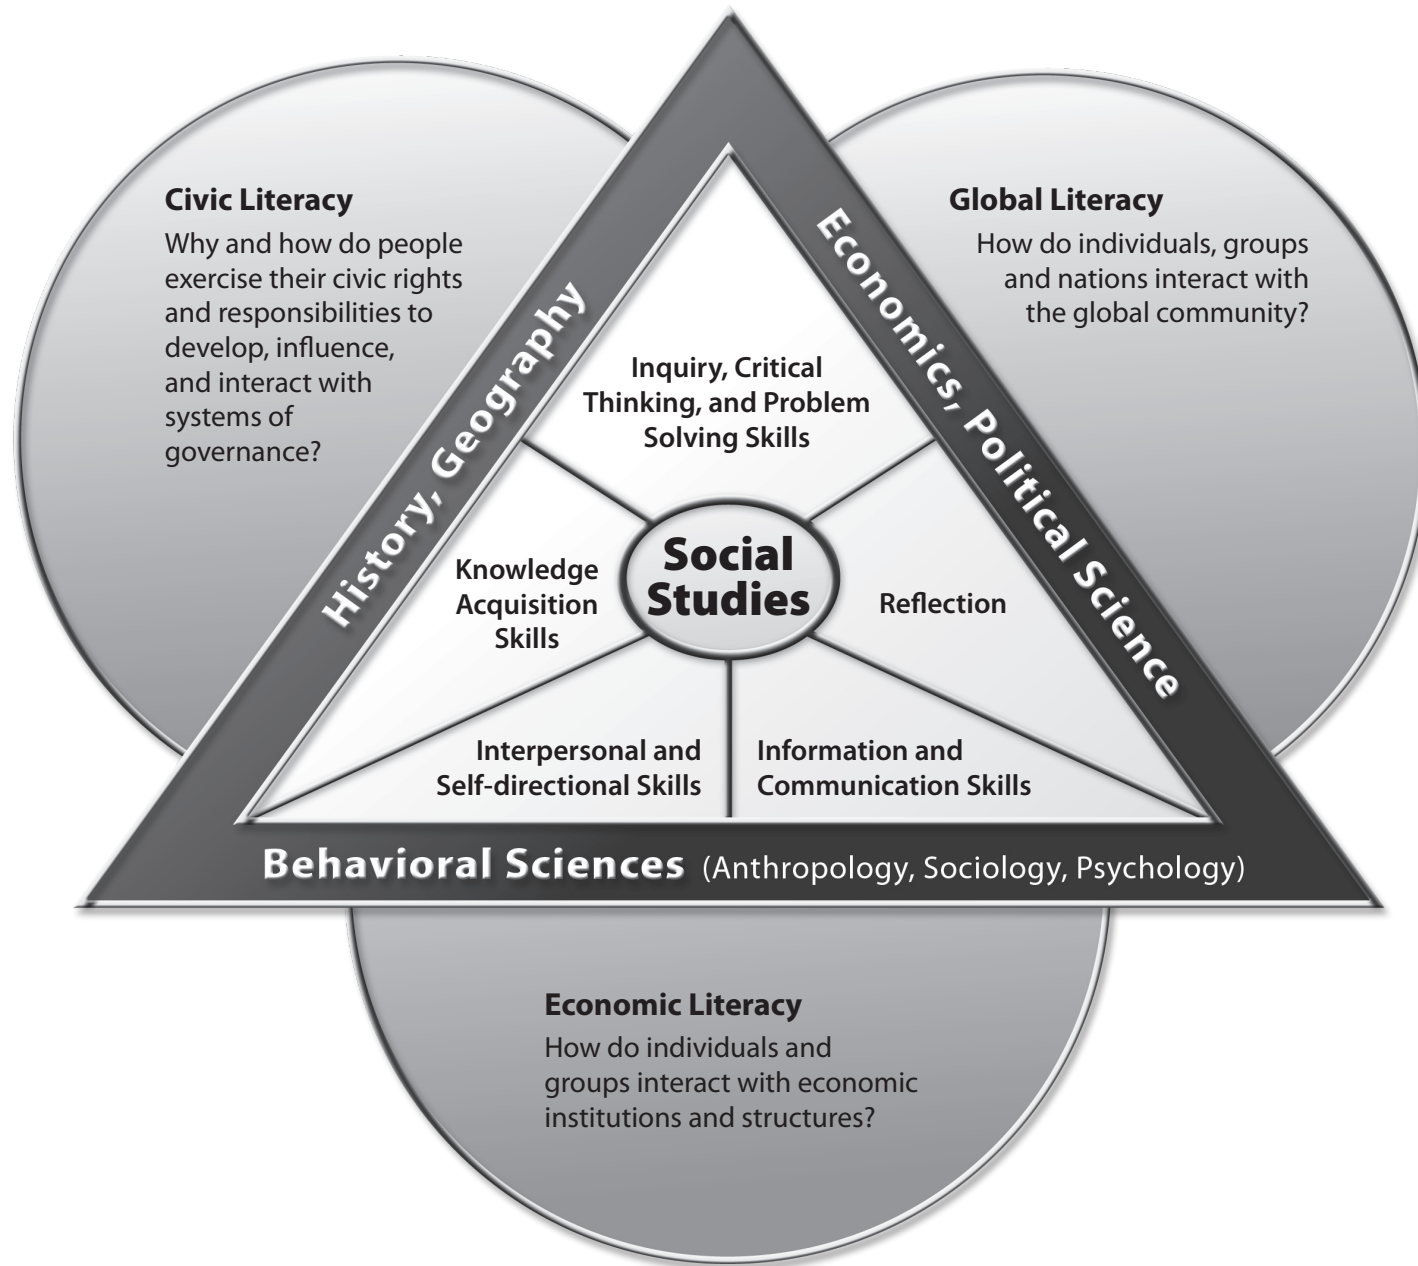 Civic Literacy
Why and how do people
exercise their civic rights
and responsibilities to
develop, influence,
and interact with
systems of
governance?
Global Literacy
How do individuals, groups
and nations interact with
the global community?
History, Geography
Economics, Political Science
Inquiry, Critical
Thinking, and Problem
Solving Skills
Knowledge
Acquisition
Skills
Social
Studies
Reflection
Interpersonal and
Self-directional Skills
Information and
Communication Skills
Behavioral Sciences (Anthropology, Sociology, Psychology)
Economic Literacy
How do individuals and
groups interact with economic
institutions and structures?